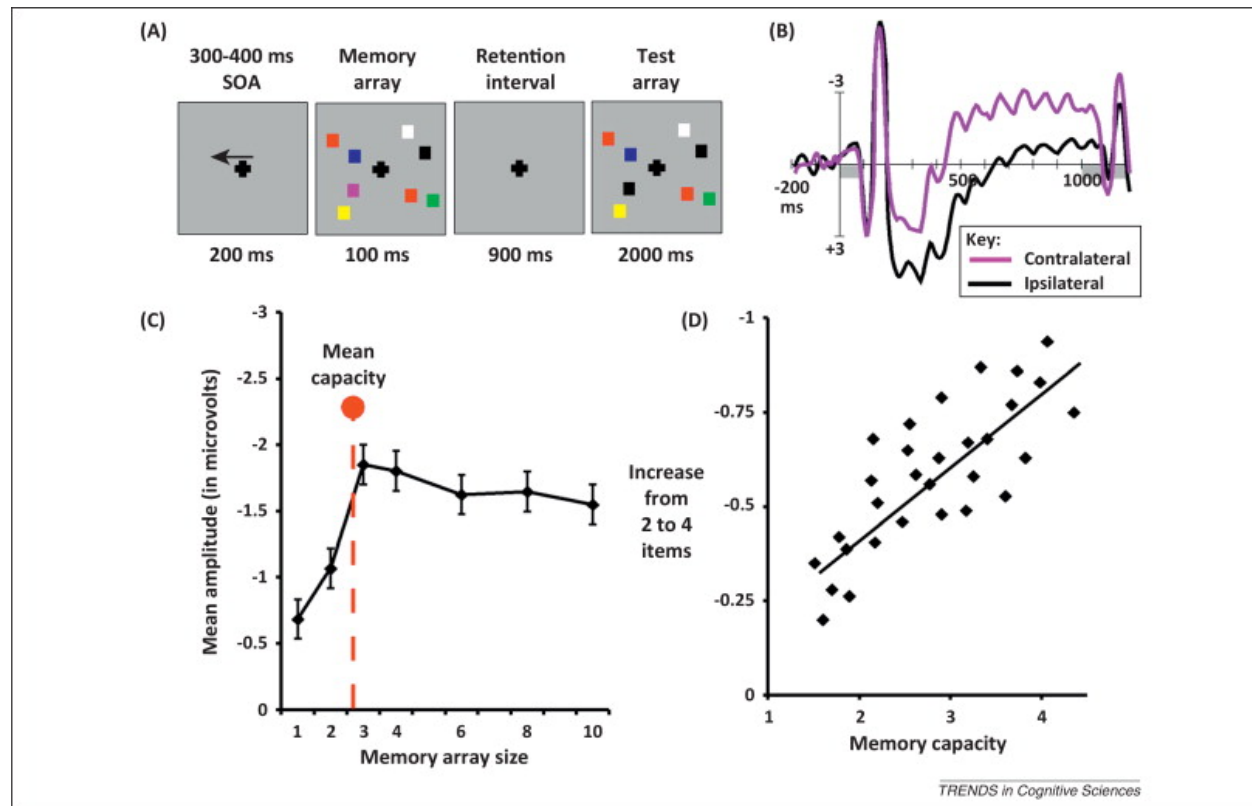 (A)
300-400 ms
SOA
Memory
array
Retention
interval
Test
array
200 ms
100 ms
900 ms
2000 ms
(B)
-3
+3
-200
ms
500
1000
Key:
Contralateral
Ipsilateral
(C)
Mean amplitude (in microvolts)
-3
-2.5
-2
-1.5
-1
-0.5
0
Mean
capacity
1 2 3 4 6 8 10
Memory array size
(D)
Increase
from
2 to 4
items
-1
-0.75
-0.5
-0.25
0
1 2 3 4
Memory capacity
TRENDS in Cognitive Sciences